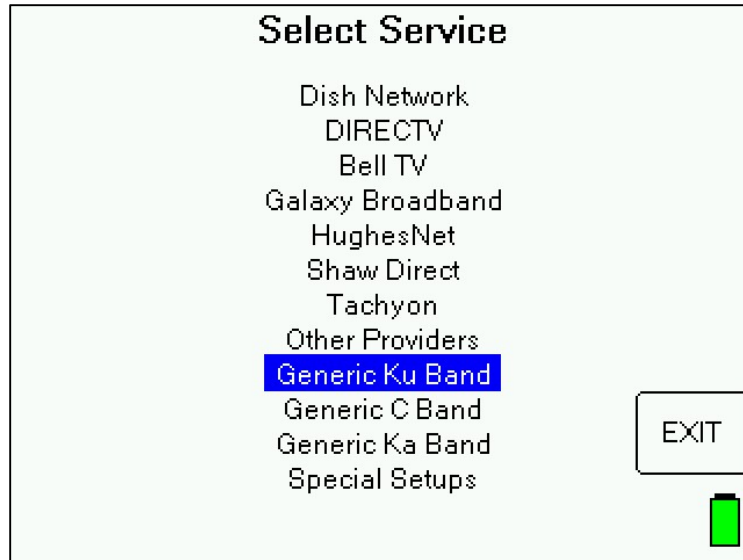 Select Service
Dish Network
DIRECTV
Bell TV
Galaxy Broadband
HughesNet
Shaw Direct
Tachyon
Other Providers
Generic Ku Band
Generic C Band
Generic Ka Band
Special Setups
EXIT